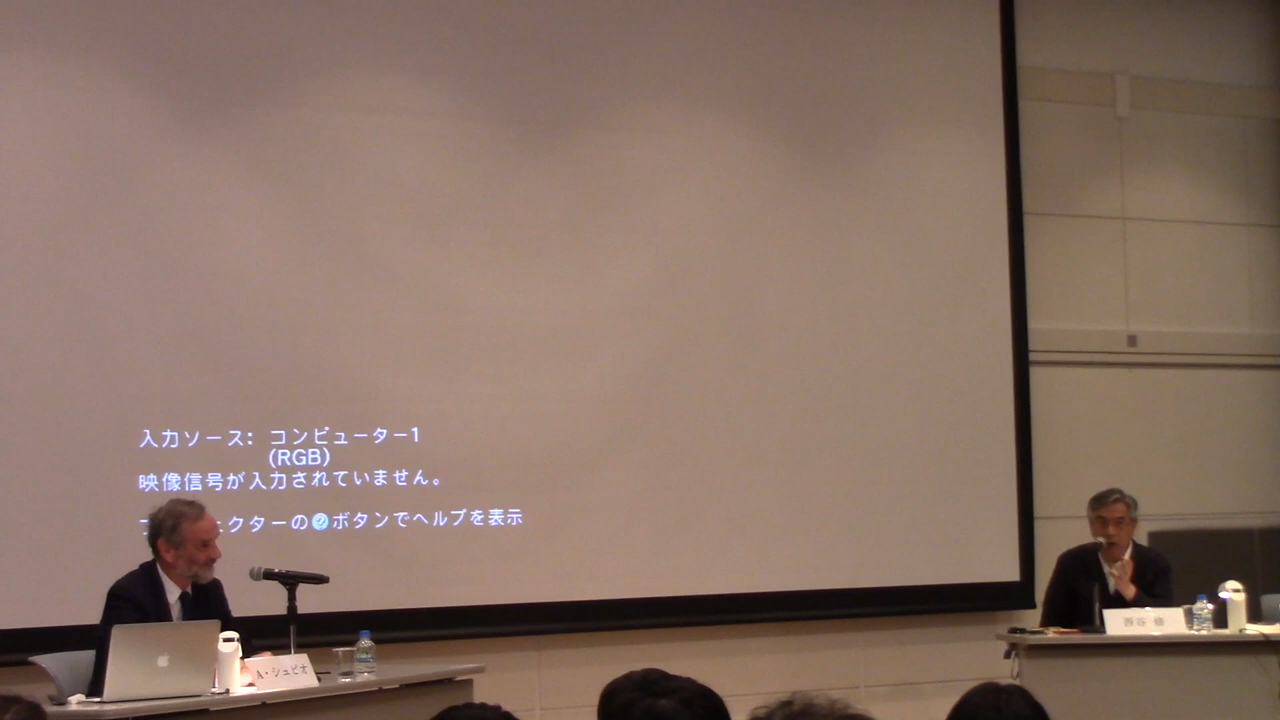 入力ソース: コンピューター1
(RGB)
映像信号が入力されていません。
クターの?ボタンでヘルプを表示
A・シュピオ
西谷 修